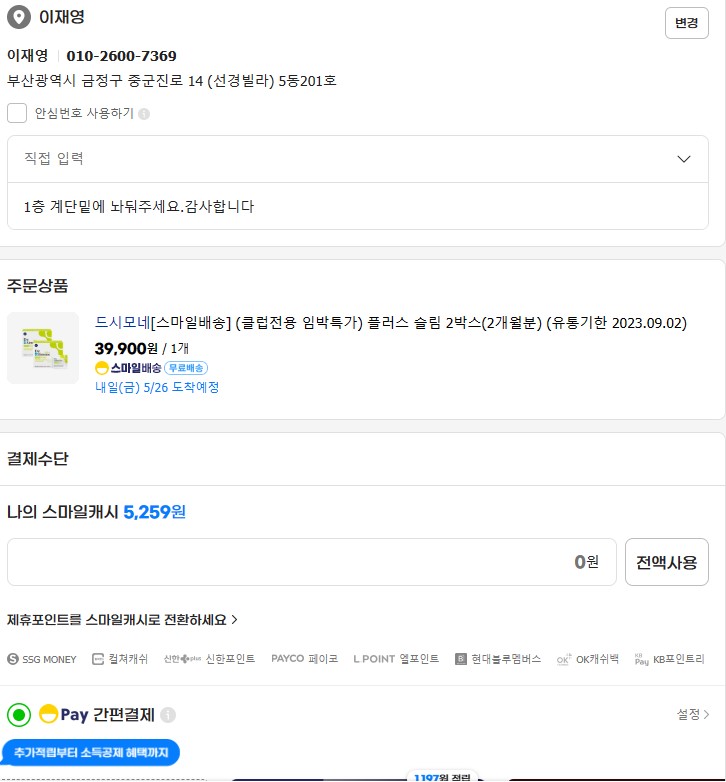 이재영
변경
이재영 010-2600-7369
부산광역시 금정구 중군진로 14 (선경빌라) 5동201호
안심번호 사용하기
직접 입력
1층 계단밑에 놔둬주세요.감사합니다
주문상품
드시모네[스마일배송] (클럽전용 임박특가) 플러스 슬림 2박스(2개월분) (유통기한 2023.09.02)
39,900원 / 1개
스마일배송 무료배송
내일(금) 5/26 도착예정
결제수단
나의 스마일캐시 5,259원
0원 전액사용
제휴포인트를 스마일캐시로 전환하세요 >
SSG MONEY 컬쳐캐쉬 신한 plus 신한포인트 PAYCO 페이코 L.POINT 엘포인트 현대블루멤버스 OK OK캐쉬백 KB Pay KB포인트리
Pay 간편결제 설정 >
추가적립부터 소득공제 혜택까지
1,197원 적립